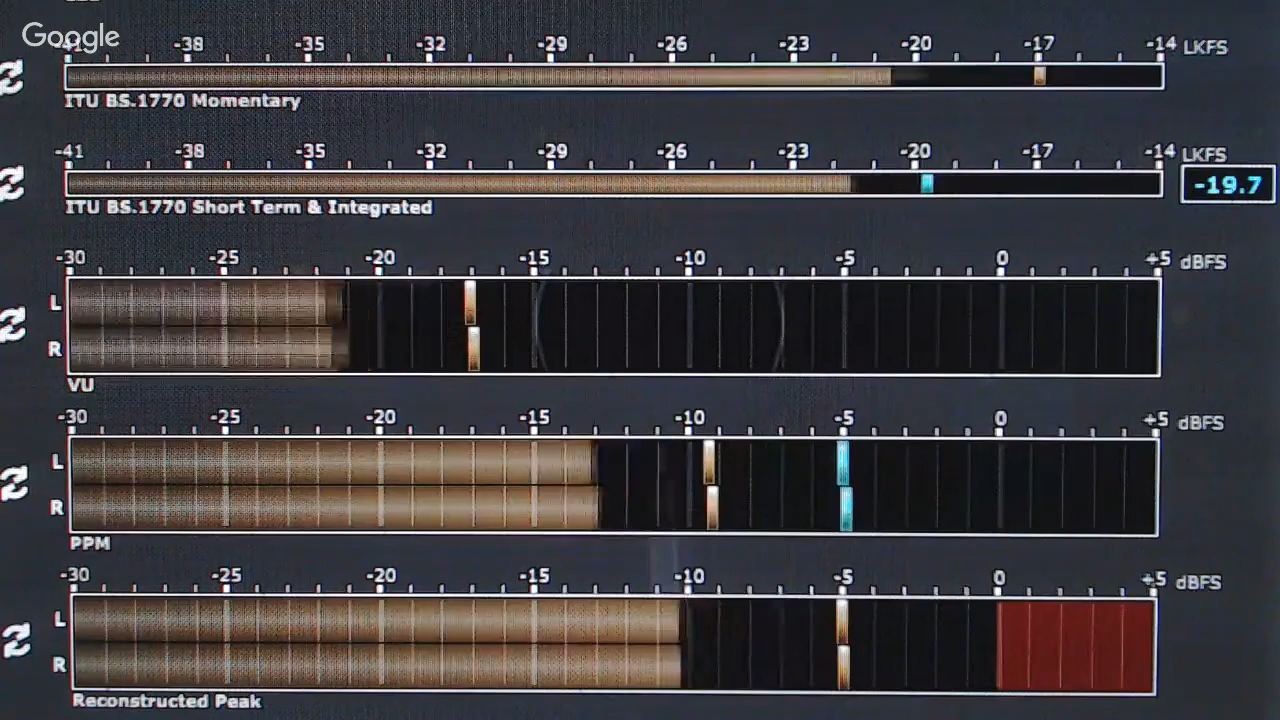 Google
-41 -38 -35 -32 -29 -26 -23 -20 -17 -14 LKFS
ITU BS.1770 Momentary
-41 -38 -35 -32 -29 -26 -23 -20 -17 -14 LKFS
-19.7
ITU BS.1770 Short Term & Integrated
-30 -25 -20 -15 -10 -5 0 +5 dBFS
L
R
VU
-30 -25 -20 -15 -10 -5 0 +5 dBFS
L
R
PPM
-30 -25 -20 -15 -10 -5 0 +5 dBFS
L
R
Reconstructed Peak